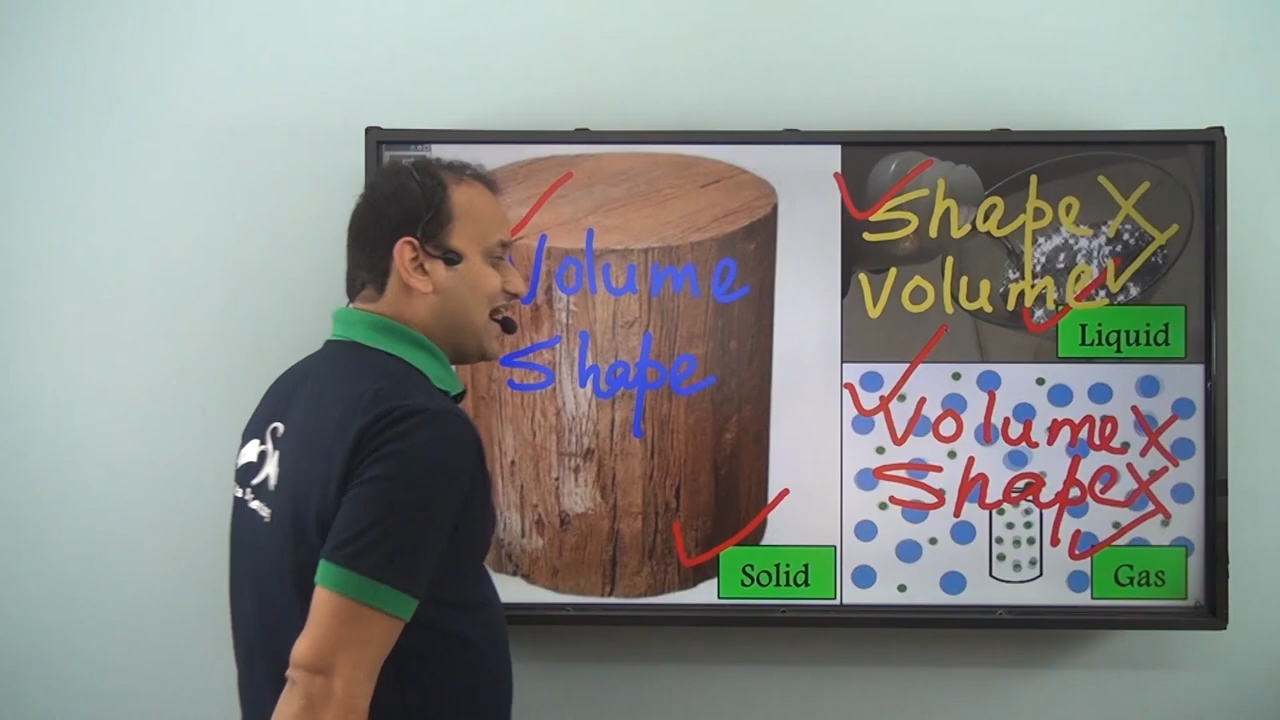 Volume
Shape
Solid
Shape X
Volume ✓
Liquid
Volume X
Shape X
Gas